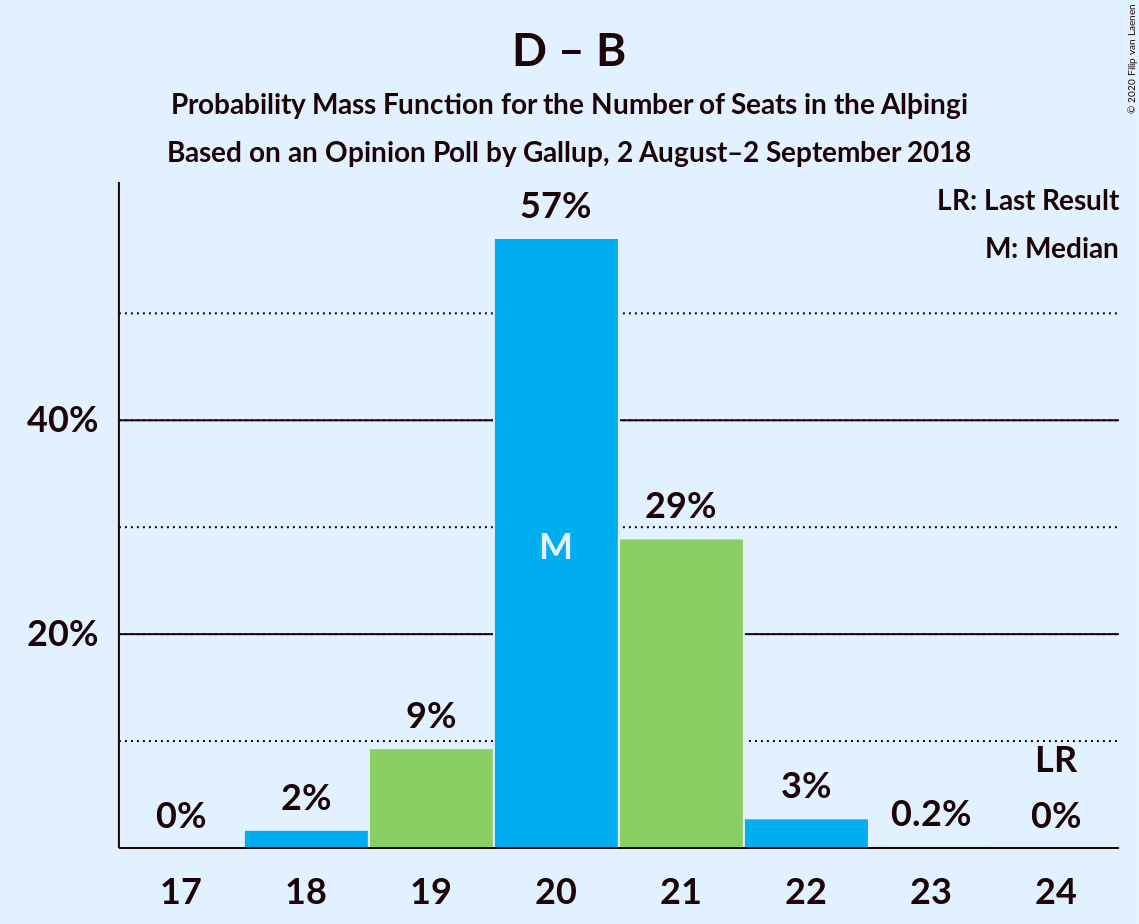 D – B
Probability Mass Function for the Number of Seats in the Alþingi
Based on an Opinion Poll by Gallup, 2 August–2 September 2018
© 2020 Filip van Laenen
LR: Last Result
M: Median
57%
40%
29%
M
20%
9%
LR
3%
2%
0%
0.2%
0%
17 18 19 20 21 22 23 24